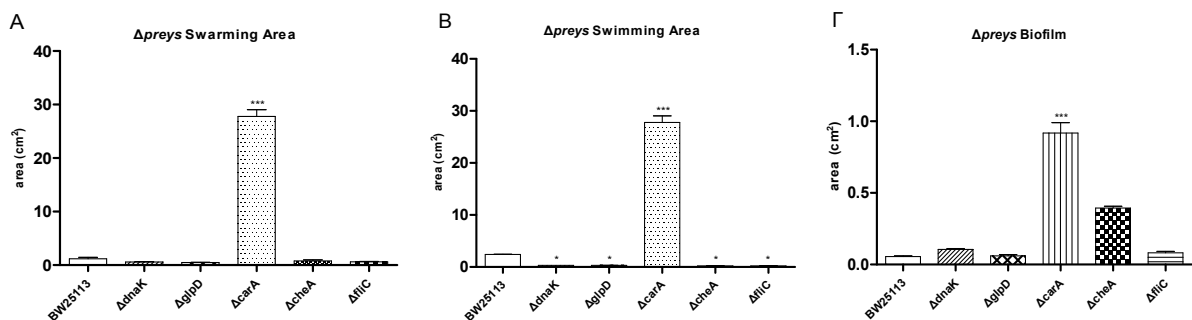 A
Δpreys Swarming Area
area (cm²)
40
30
20
10
0
***
BW25113
ΔdnaK
ΔglpD
ΔcarA
ΔcheA
ΔfliC
B
Δpreys Swimming Area
area (cm²)
40
30
20
10
0
*
*
***
*
*
BW25113
ΔdnaK
ΔglpD
ΔcarA
ΔcheA
ΔfliC
Γ
Δpreys Biofilm
area (cm²)
1.5
1.0
0.5
0.0
***
BW25113
ΔdnaK
ΔglpD
ΔcarA
ΔcheA
ΔfliC